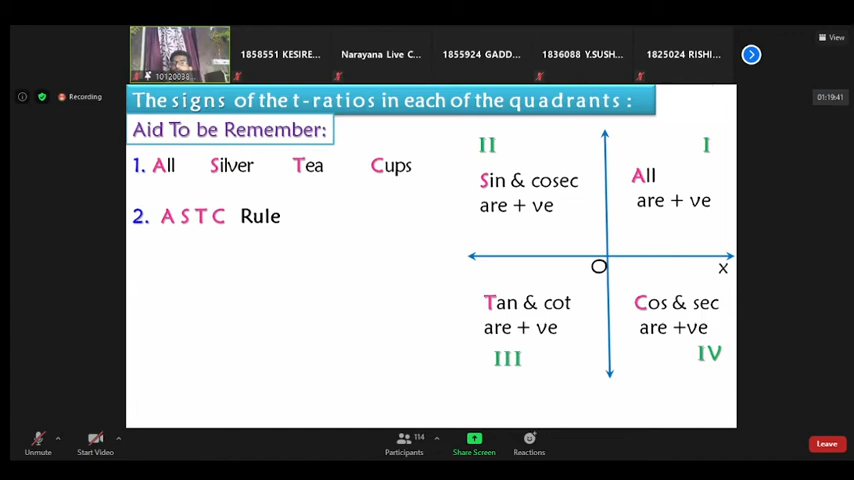 View
1858551 KESIRE...
Narayana Live C...
1855924 GADD...
1836088 Y.SUSH...
1825024 RISHI...
10120038
Recording
01:19:41
The signs of the t-ratios in each of the quadrants :
Aid To be Remember:
1. All Silver Tea Cups
2. A S T C Rule
II
I
Sin & cosec
are + ve
All
are + ve
O
x
Tan & cot
are + ve
Cos & sec
are +ve
III
IV
114
Unmute
Start Video
Participants
Share Screen
Reactions
Leave